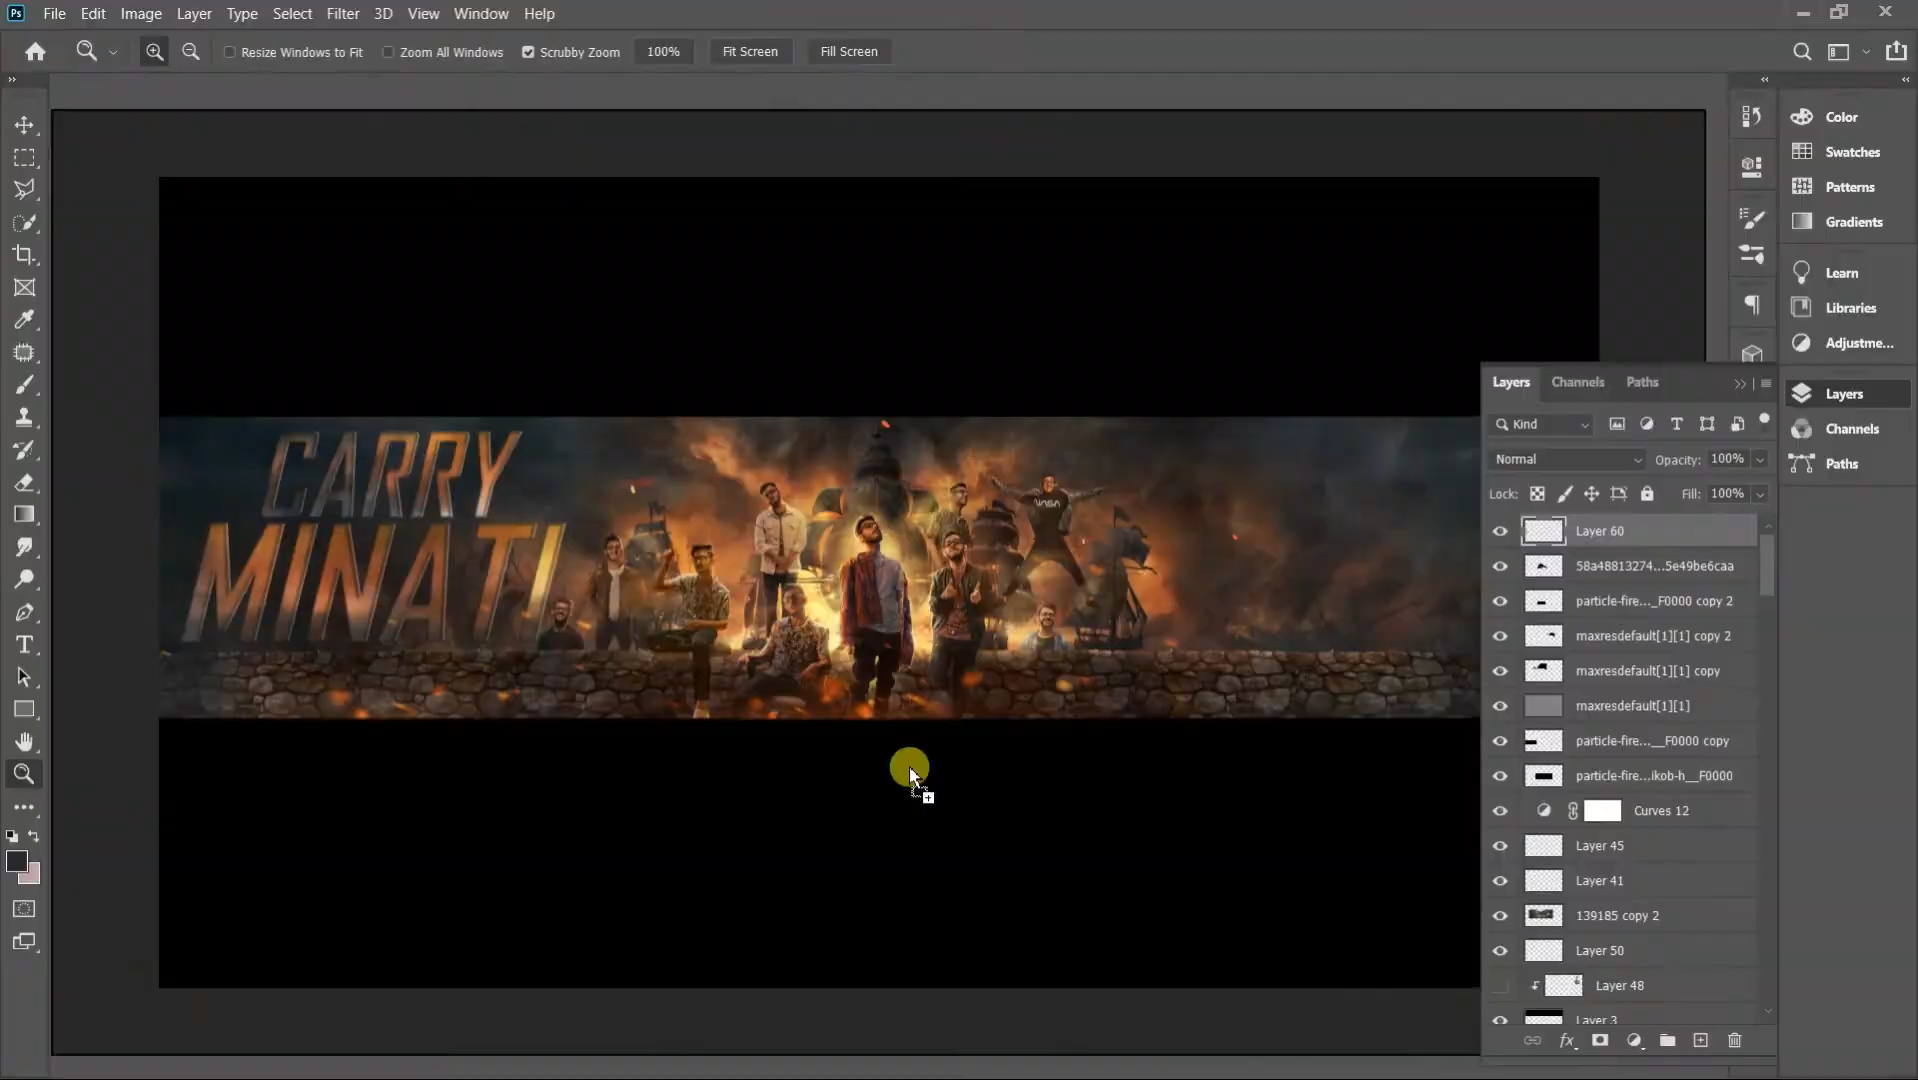 Ps File Edit Image Layer Type Select Filter 3D View Window Help
Resize Windows to Fit Zoom All Windows Scrubby Zoom 100% Fit Screen Fill Screen
Color
Swatches
Patterns
Gradients
Learn
Libraries
Adjustme...
Layers
Channels
Paths
CARRY
MINATI
NASA
Layers Channels Paths
Kind
Normal Opacity: 100%
Lock: Fill: 100%
Layer 60
58a48813274...5e49be6caa
particle-fire..._F0000 copy 2
maxresdefault[1][1] copy 2
maxresdefault[1][1] copy
maxresdefault[1][1]
particle-fire...__F0000 copy
particle-fire...ikob-h__F0000
Curves 12
Layer 45
Layer 41
139185 copy 2
Layer 50
Layer 48
Layer 3